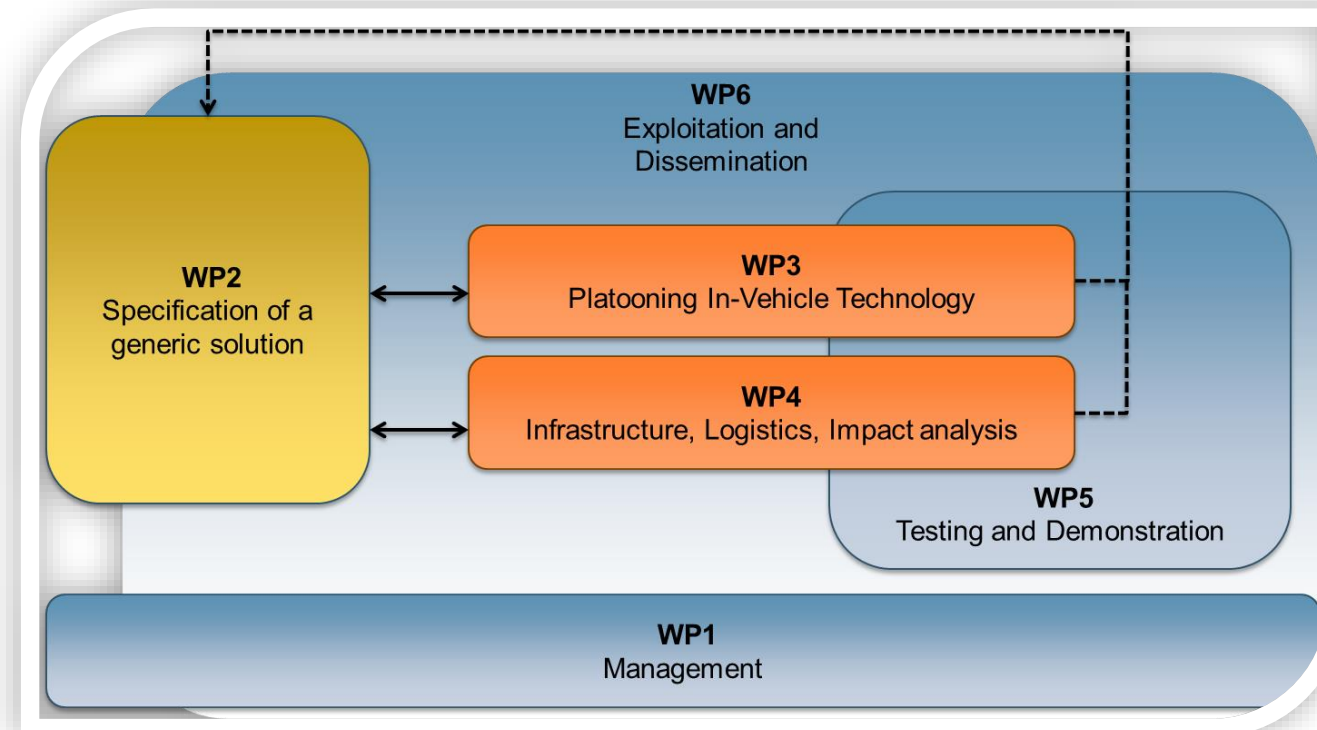 WP6
Exploitation and
Dissemination
WP2
Specification of a
generic solution
WP3
Platooning In-Vehicle Technology
WP4
Infrastructure, Logistics, Impact analysis
WP5
Testing and Demonstration
WP1
Management